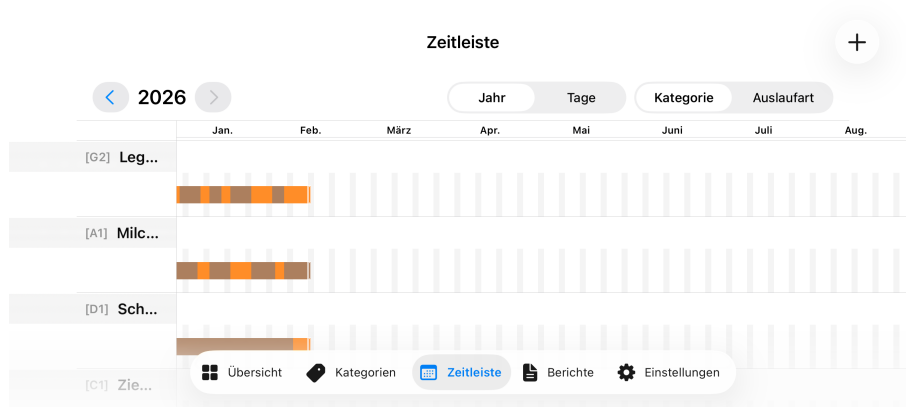 Zeitleiste
2026
Jahr Tage Kategorie Auslaufart
Jan. Feb. März Apr. Mai Juni Juli Aug.
[G2] Leg...
[A1] Milc...
[D1] Sch...
[C1] Zie...
Übersicht Kategorien Zeitleiste Berichte Einstellungen